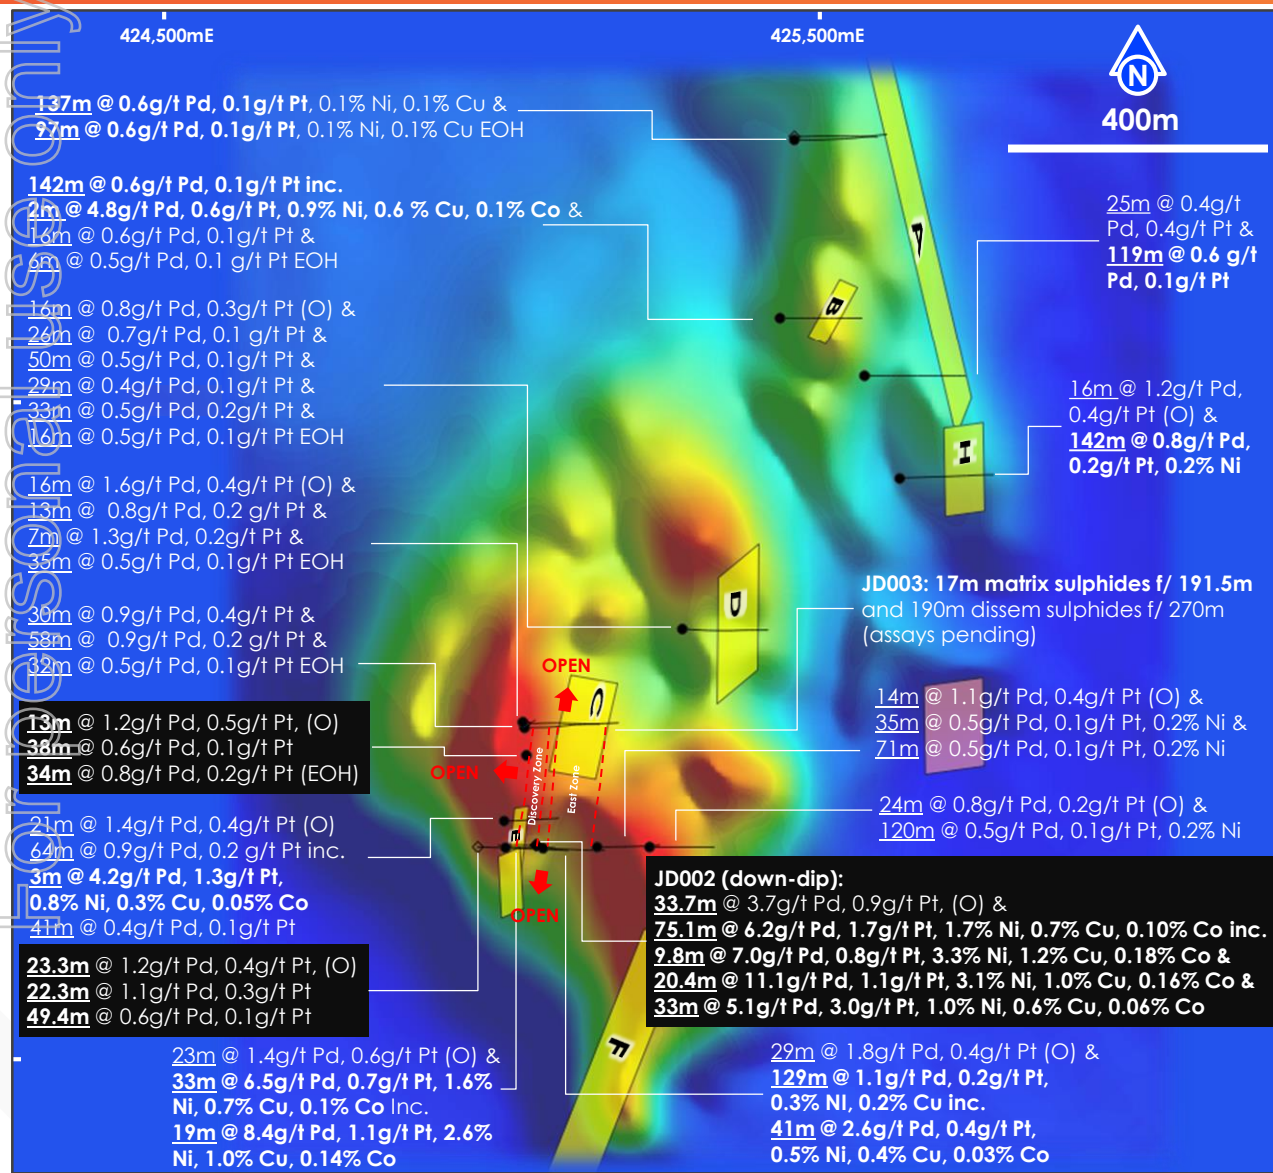 For personal use only
424,500mE
425,500mE
N
400m
137m @ 0.6g/t Pd, 0.1g/t Pt, 0.1% Ni, 0.1% Cu &
97m @ 0.6g/t Pd, 0.1g/t Pt, 0.1% Ni, 0.1% Cu EOH
142m @ 0.6g/t Pd, 0.1g/t Pt inc.
2m @ 4.8g/t Pd, 0.6g/t Pt, 0.9% Ni, 0.6 % Cu, 0.1% Co &
16m @ 0.6g/t Pd, 0.1g/t Pt &
6m @ 0.5g/t Pd, 0.1 g/t Pt EOH
16m @ 0.8g/t Pd, 0.3g/t Pt (O) &
26m @ 0.7g/t Pd, 0.1 g/t Pt &
50m @ 0.5g/t Pd, 0.1g/t Pt &
29m @ 0.4g/t Pd, 0.1g/t Pt &
33m @ 0.5g/t Pd, 0.2g/t Pt &
16m @ 0.5g/t Pd, 0.1g/t Pt EOH
16m @ 1.6g/t Pd, 0.4g/t Pt (O) &
13m @ 0.8g/t Pd, 0.2 g/t Pt &
7m @ 1.3g/t Pd, 0.2g/t Pt &
35m @ 0.5g/t Pd, 0.1g/t Pt EOH
30m @ 0.9g/t Pd, 0.4g/t Pt &
58m @ 0.9g/t Pd, 0.2 g/t Pt &
32m @ 0.5g/t Pd, 0.1g/t Pt EOH
13m @ 1.2g/t Pd, 0.5g/t Pt, (O)
38m @ 0.6g/t Pd, 0.1g/t Pt
34m @ 0.8g/t Pd, 0.2g/t Pt (EOH)
21m @ 1.4g/t Pd, 0.4g/t Pt (O)
64m @ 0.9g/t Pd, 0.2 g/t Pt inc.
3m @ 4.2g/t Pd, 1.3g/t Pt,
0.8% Ni, 0.3% Cu, 0.05% Co
41m @ 0.4g/t Pd, 0.1g/t Pt
23.3m @ 1.2g/t Pd, 0.4g/t Pt, (O)
22.3m @ 1.1g/t Pd, 0.3g/t Pt
49.4m @ 0.6g/t Pd, 0.1g/t Pt
23m @ 1.4g/t Pd, 0.6g/t Pt (O) &
33m @ 6.5g/t Pd, 0.7g/t Pt, 1.6%
Ni, 0.7% Cu, 0.1% Co Inc.
19m @ 8.4g/t Pd, 1.1g/t Pt, 2.6%
Ni, 1.0% Cu, 0.14% Co
A
B
H
D
C
E
F
OPEN
OPEN
OPEN
Discovery Zone
East Zone
25m @ 0.4g/t
Pd, 0.4g/t Pt &
119m @ 0.6 g/t
Pd, 0.1g/t Pt
16m @ 1.2g/t Pd,
0.4g/t Pt (O) &
142m @ 0.8g/t Pd,
0.2g/t Pt, 0.2% Ni
JD003: 17m matrix sulphides f/ 191.5m
and 190m dissem sulphides f/ 270m
(assays pending)
14m @ 1.1g/t Pd, 0.4g/t Pt (O) &
35m @ 0.5g/t Pd, 0.1g/t Pt, 0.2% Ni &
71m @ 0.5g/t Pd, 0.1g/t Pt, 0.2% Ni
24m @ 0.8g/t Pd, 0.2g/t Pt (O) &
120m @ 0.5g/t Pd, 0.1g/t Pt, 0.2% Ni
JD002 (down-dip):
33.7m @ 3.7g/t Pd, 0.9g/t Pt, (O) &
75.1m @ 6.2g/t Pd, 1.7g/t Pt, 1.7% Ni, 0.7% Cu, 0.10% Co inc.
9.8m @ 7.0g/t Pd, 0.8g/t Pt, 3.3% Ni, 1.2% Cu, 0.18% Co &
20.4m @ 11.1g/t Pd, 1.1g/t Pt, 3.1% Ni, 1.0% Cu, 0.16% Co &
33m @ 5.1g/t Pd, 3.0g/t Pt, 1.0% Ni, 0.6% Cu, 0.06% Co
29m @ 1.8g/t Pd, 0.4g/t Pt (O) &
129m @ 1.1g/t Pd, 0.2g/t Pt,
0.3% NI, 0.2% Cu inc.
41m @ 2.6g/t Pd, 0.4g/t Pt,
0.5% Ni, 0.4% Cu, 0.03% Co